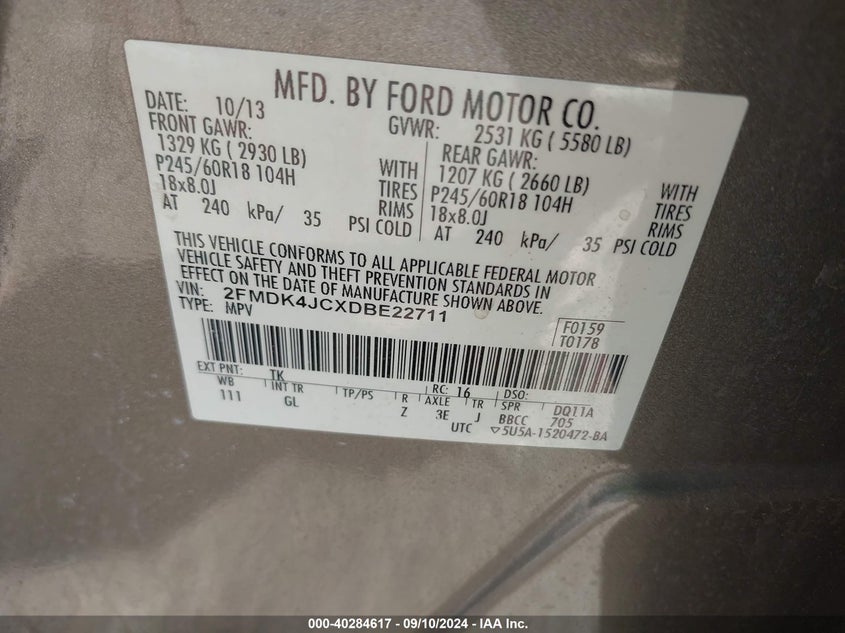 MFD. BY FORD MOTOR CO.
DATE: 10/13
GVWR: 2531 KG ( 5580 LB)
FRONT GAWR:
1329 KG ( 2930 LB)
P245/60R18 104H
18x8.0J
AT 240 kPa/ 35 PSI COLD
WITH
TIRES
RIMS
REAR GAWR:
1207 KG ( 2660 LB)
P245/60R18 104H
18x8.0J
AT 240 kPa/ 35 PSI COLD
WITH
TIRES
RIMS
THIS VEHICLE CONFORMS TO ALL APPLICABLE FEDERAL MOTOR
VEHICLE SAFETY AND THEFT PREVENTION STANDARDS IN
EFFECT ON THE DATE OF MANUFACTURE SHOWN ABOVE.
VIN: 2FMDK4JCXDBE22711
TYPE: MPV
F0159
T0178
EXT PNT: TK RC: 16 DSO:
WB INT TR TP/PS R AXLE TR SPR DQ11A
111 GL Z 3E J BBCC 705
UTC ▽5U5A-1520472-BA
000-40284617 - 09/10/2024 - IAA Inc.